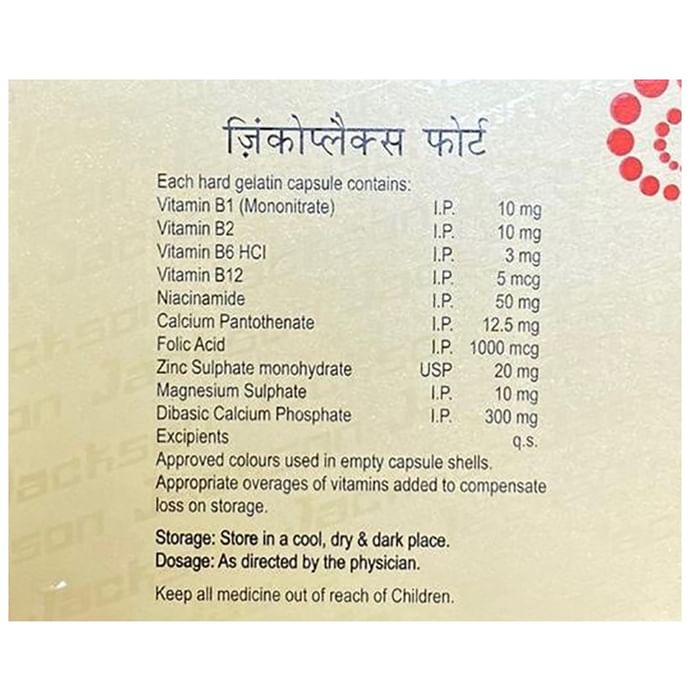 ज़िंकोप्लैक्स फोर्ट
Each hard gelatin capsule contains:
Vitamin B1 (Mononitrate) I.P. 10 mg
Vitamin B2 I.P. 10 mg
Vitamin B6 HCl I.P. 3 mg
Vitamin B12 I.P. 5 mcg
Niacinamide I.P. 50 mg
Calcium Pantothenate I.P. 12.5 mg
Folic Acid I.P. 1000 mcg
Zinc Sulphate monohydrate USP 20 mg
Magnesium Sulphate I.P. 10 mg
Dibasic Calcium Phosphate I.P. 300 mg
Excipients q.s.
Approved colours used in empty capsule shells.
Appropriate overages of vitamins added to compensate
loss on storage.
Storage: Store in a cool, dry & dark place.
Dosage: As directed by the physician.
Keep all medicine out of reach of Children.